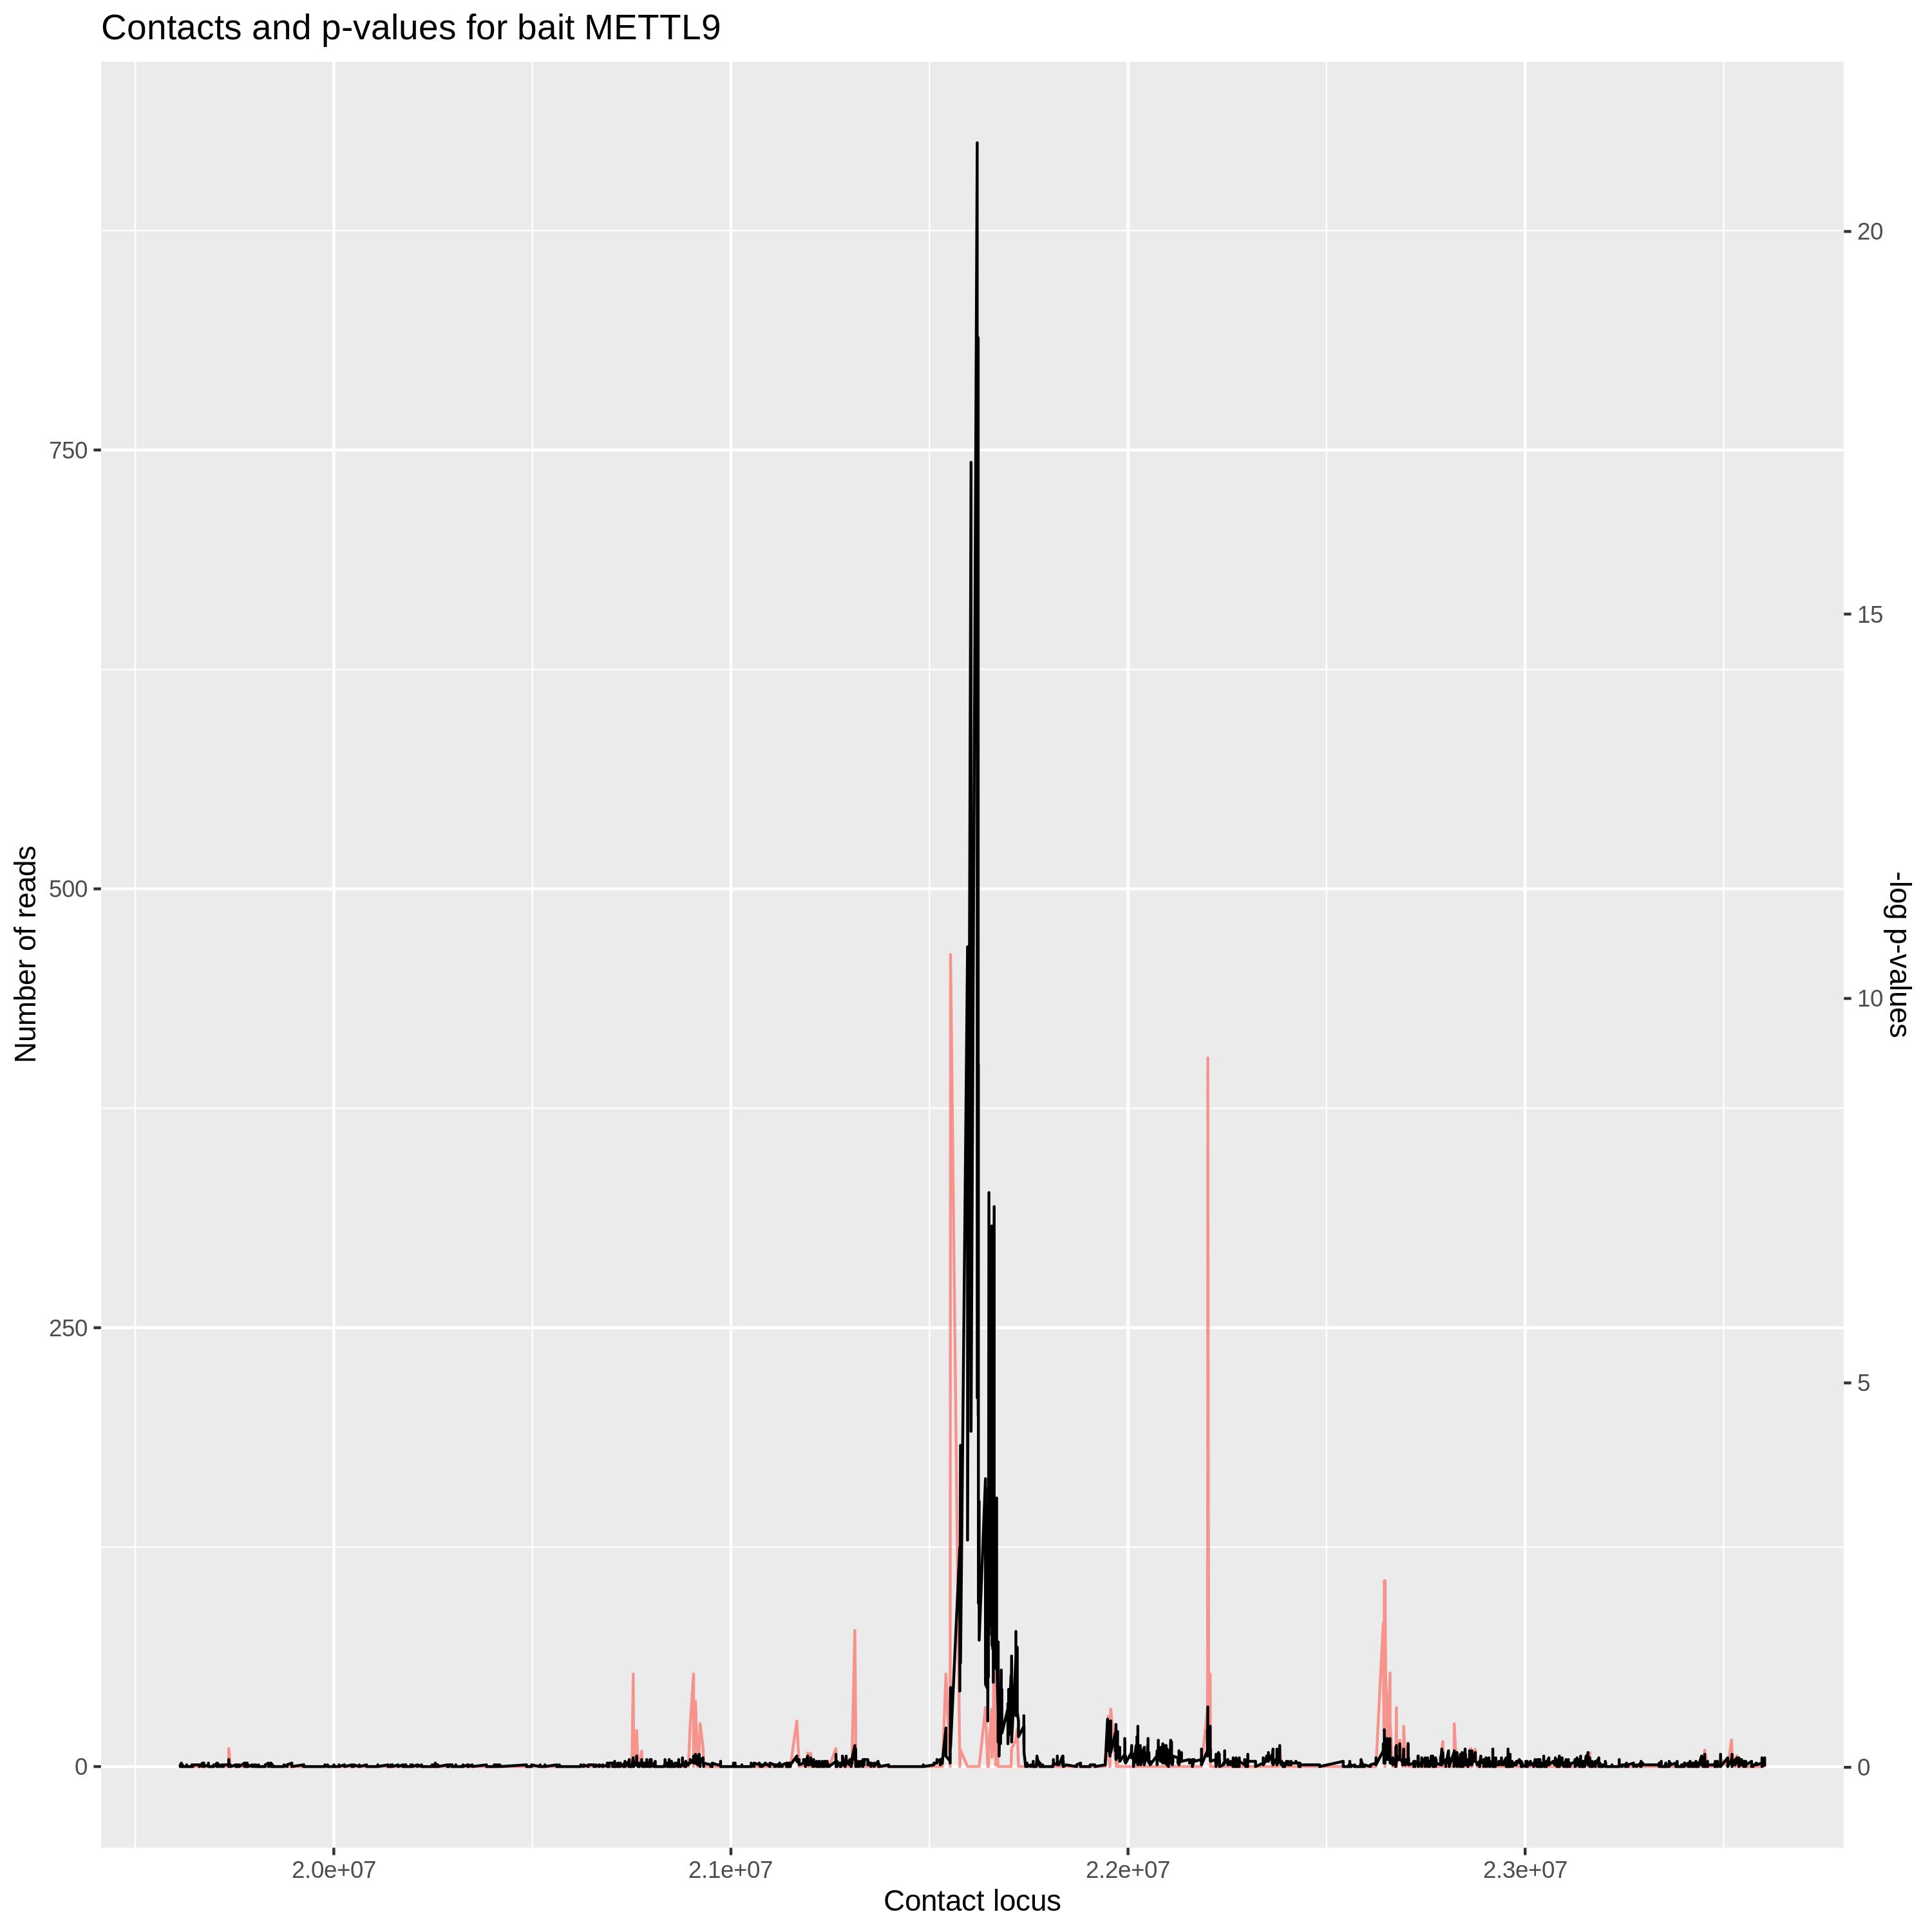 Contacts and p-values for bait METTL9
Number of reads
750
500
250
0
20
15
10
5
0
-log p-values
2.0e+07
2.1e+07
2.2e+07
2.3e+07
Contact locus